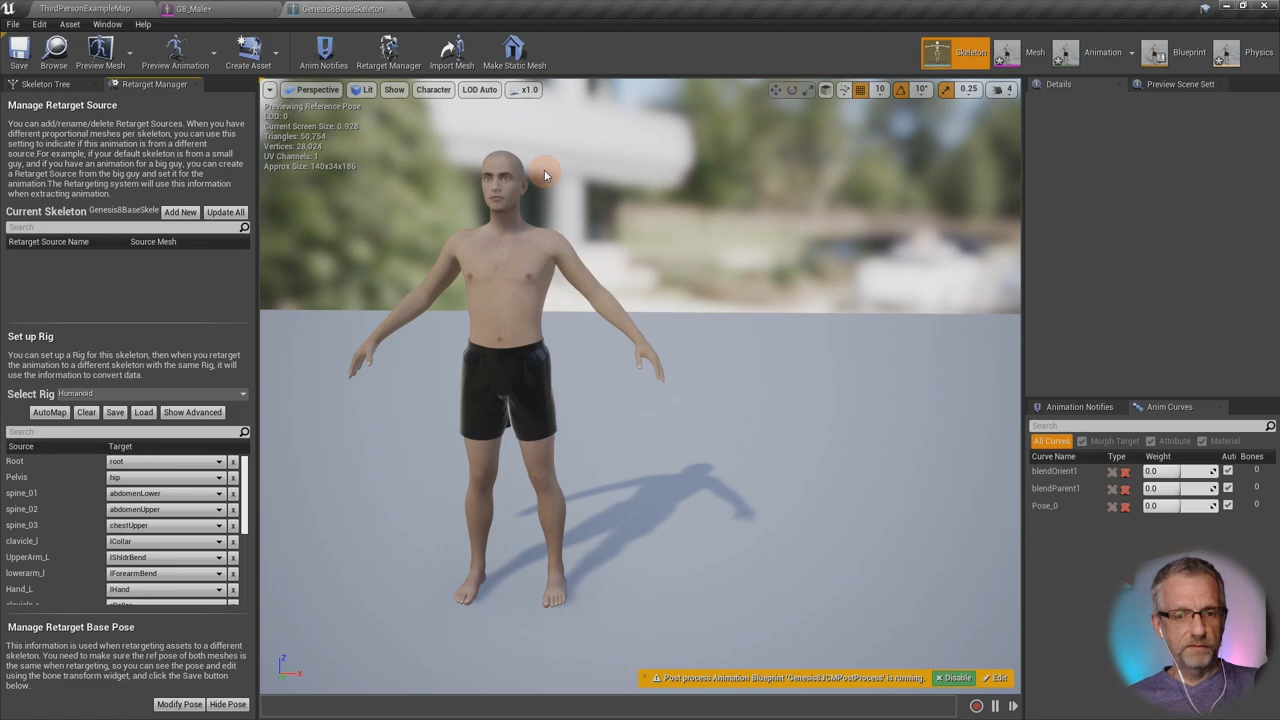 ThirdPersonExampleMap
G8_Male*
Genesis8BaseSkeleton
File Edit Asset Window Help
Save
Browse
Preview Mesh
Preview Animation
Create Asset
Anim Notifies
Retarget Manager
Import Mesh
Make Static Mesh
Skeleton
Mesh
Animation
Blueprint
Physics
Skeleton Tree
Retarget Manager
Manage Retarget Source
You can add/rename/delete Retarget Sources. When you have
different proportional meshes per skeleton, you can use this
setting to indicate if this animation is from a different
source.For example, if your default skeleton is from a small
guy, and if you have an animation for a big guy, you can create
a Retarget Source from the big guy and set it for the
animation.The Retargeting system will use this information
when extracting animation.
Current Skeleton Genesis8BaseSkele Add New Update All
Search
Retarget Source Name Source Mesh
Set up Rig
You can set up a Rig for this skeleton, then when you retarget
the animation to a different skeleton with the same Rig, it will
use the information to convert data.
Select Rig Humanoid
AutoMap Clear Save Load Show Advanced
Search
Source Target
Root root x
Pelvis hip x
spine_01 abdomenLower x
spine_02 abdomenUpper x
spine_03 chestUpper x
clavicle_l lCollar x
UpperArm_L lShldrBend x
lowerarm_l lForearmBend x
Hand_L lHand x
Manage Retarget Base Pose
This information is used when retargeting assets to a different
skeleton. You need to make sure the ref pose of both meshes is
the same when retargeting, so you can see the pose and edit
using the bone transform widget, and click the Save button
below.
Modify Pose Hide Pose
Perspective Lit Show Character LOD Auto x1.0
10 10° 0.25 4
Previewing Reference Pose
LOD: 0
Current Screen Size: 0.928
Triangles: 50,754
Vertices: 28,024
UV Channels: 1
Approx Size: 140x34x186
Z
X
Post process Animation Blueprint 'Genesis8JCMPostProcess' is running. Disable Edit
Details
Preview Scene Sett
Animation Notifies
Anim Curves
Search
All Curves Morph Target Attribute Material
Curve Name Type Weight Aut Bones
blendOrient1 0.0 0
blendParent1 0.0 0
Pose_0 0.0 0